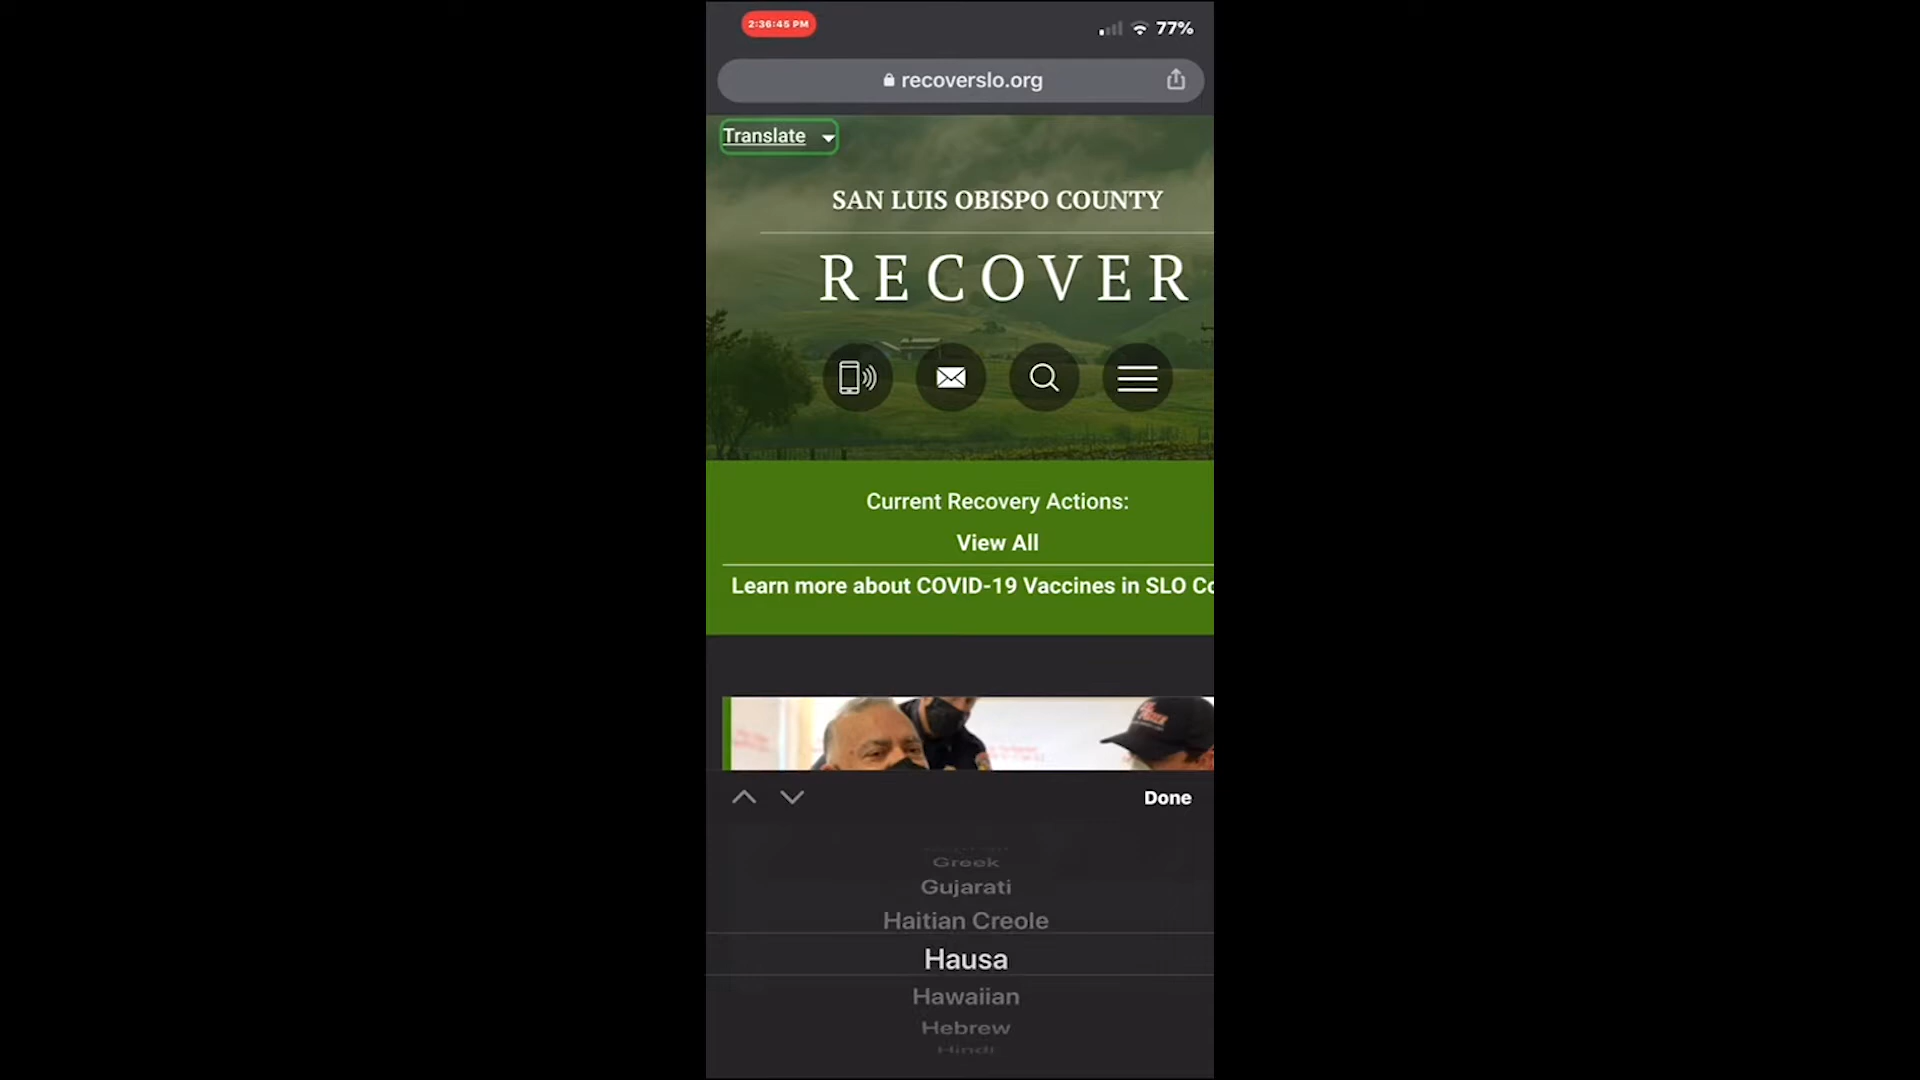 2:36:45 PM
77%
recoverslo.org
Translate
SAN LUIS OBISPO COUNTY
RECOVER
Current Recovery Actions:
View All
Learn more about COVID-19 Vaccines in SLO Co
Done
Greek
Gujarati
Haitian Creole
Hausa
Hawaiian
Hebrew
Hindi